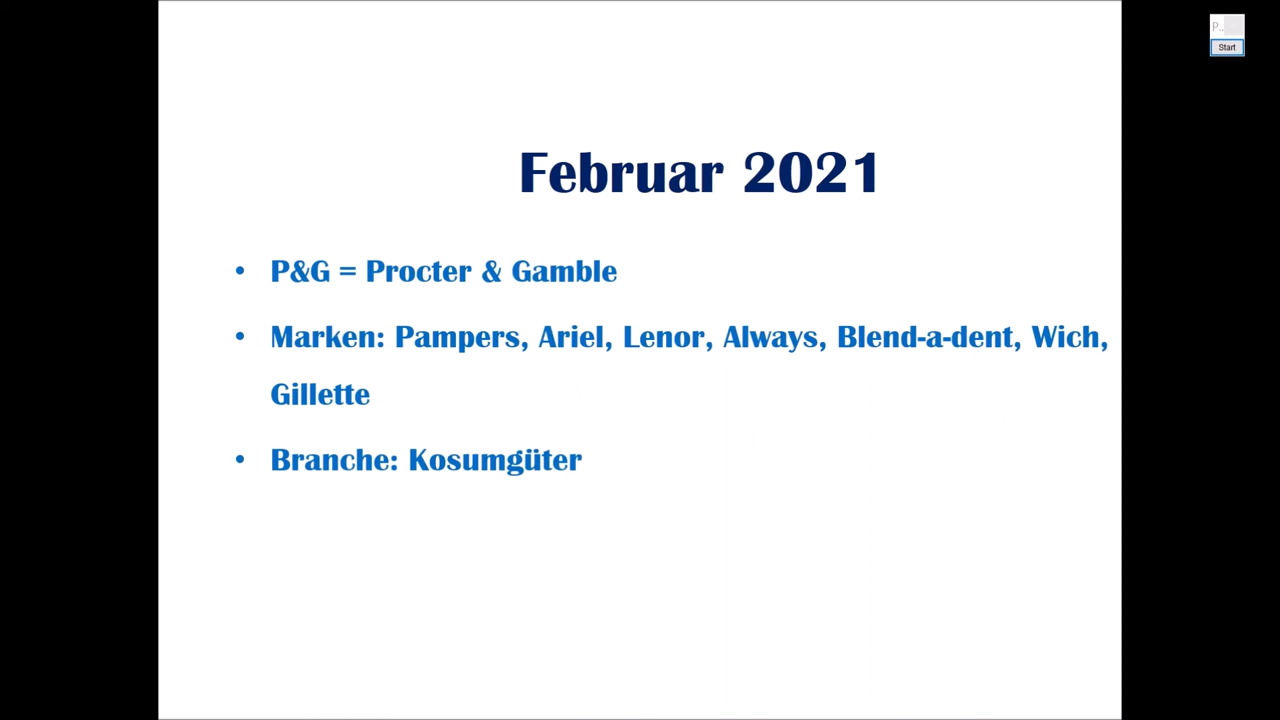 P..
Start
Februar 2021
• P&G = Procter & Gamble
• Marken: Pampers, Ariel, Lenor, Always, Blend-a-dent, Wich,
Gillette
• Branche: Kosumgüter